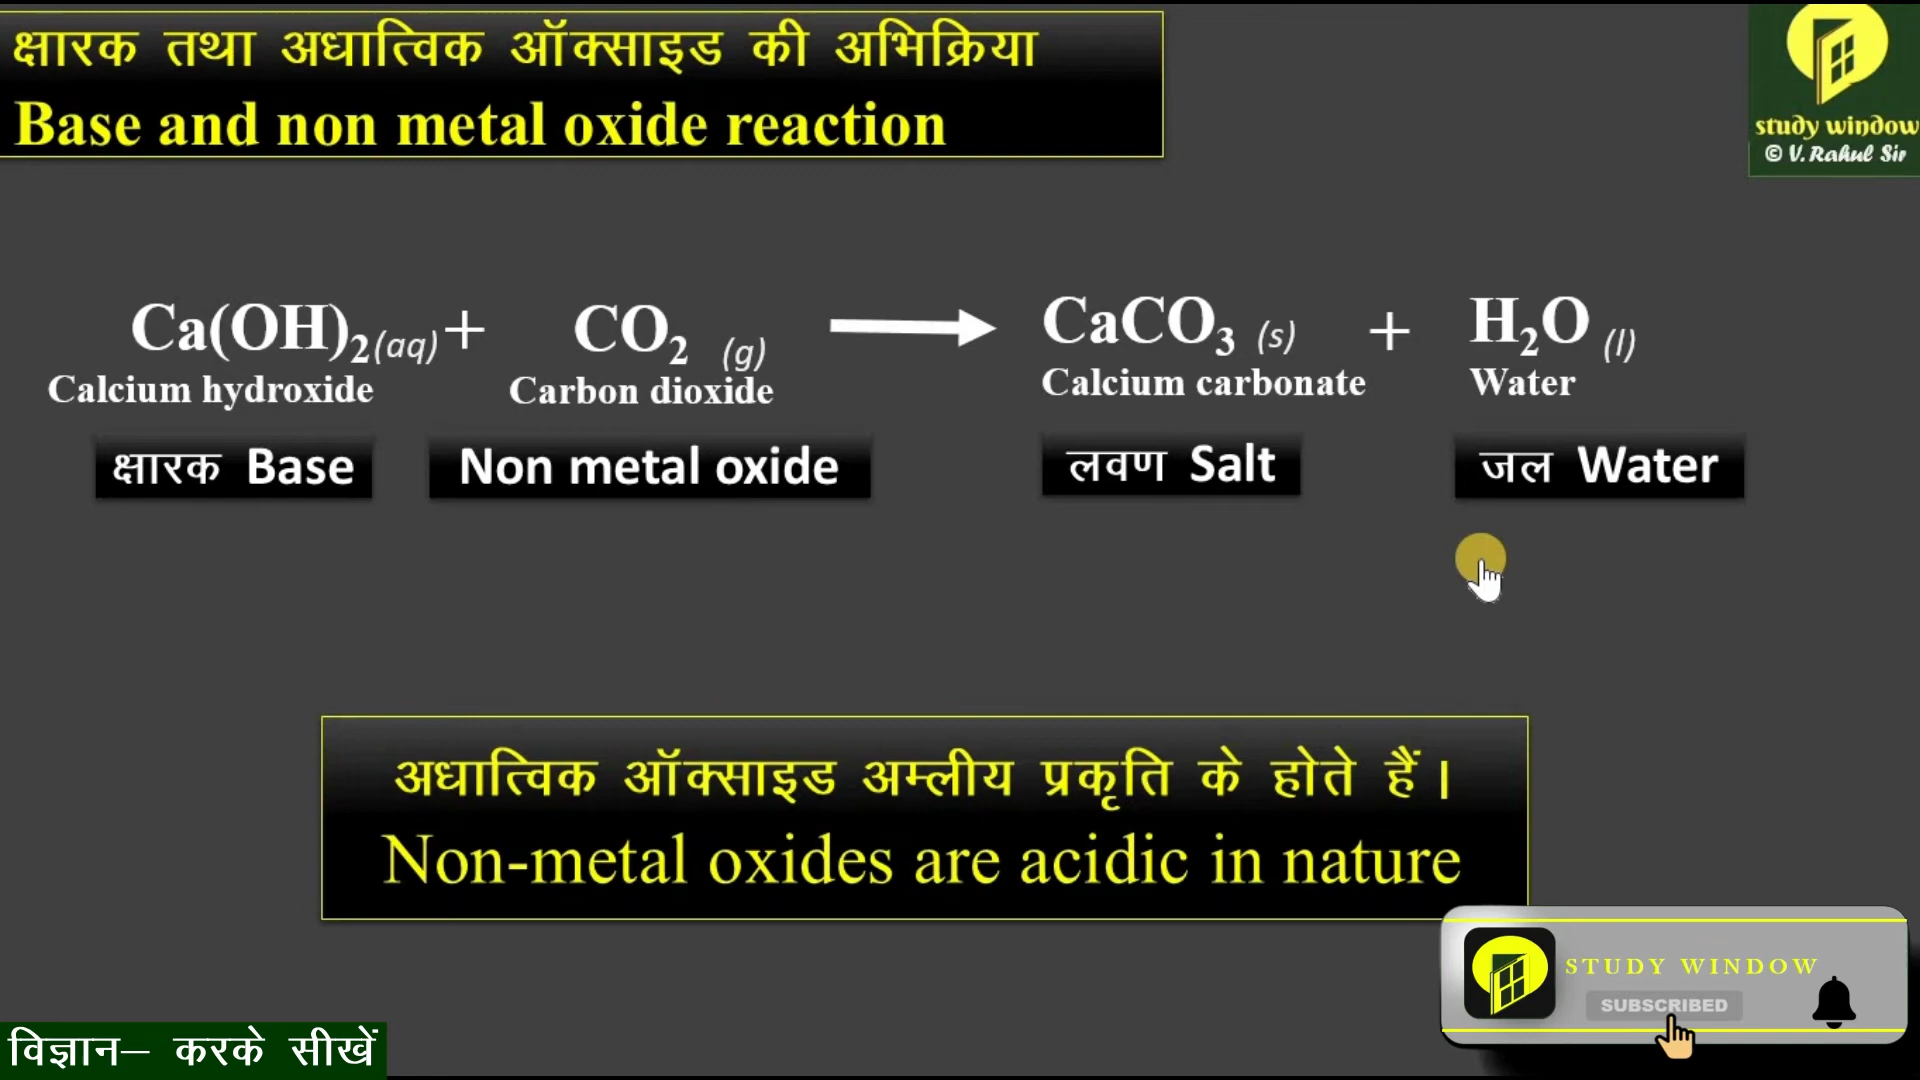 क्षारक तथा अधात्विक ऑक्साइड की अभिक्रिया
Base and non metal oxide reaction
study window
© V. Rahul Sir
Ca(OH)₂(aq) + CO₂ (g) → CaCO₃ (s) + H₂O (l)
Calcium hydroxide Carbon dioxide Calcium carbonate Water
क्षारक Base Non metal oxide लवण Salt जल Water
अधात्विक ऑक्साइड अम्लीय प्रकृति के होते हैं।
Non-metal oxides are acidic in nature
STUDY WINDOW
SUBSCRIBED
विज्ञान– करके सीखें